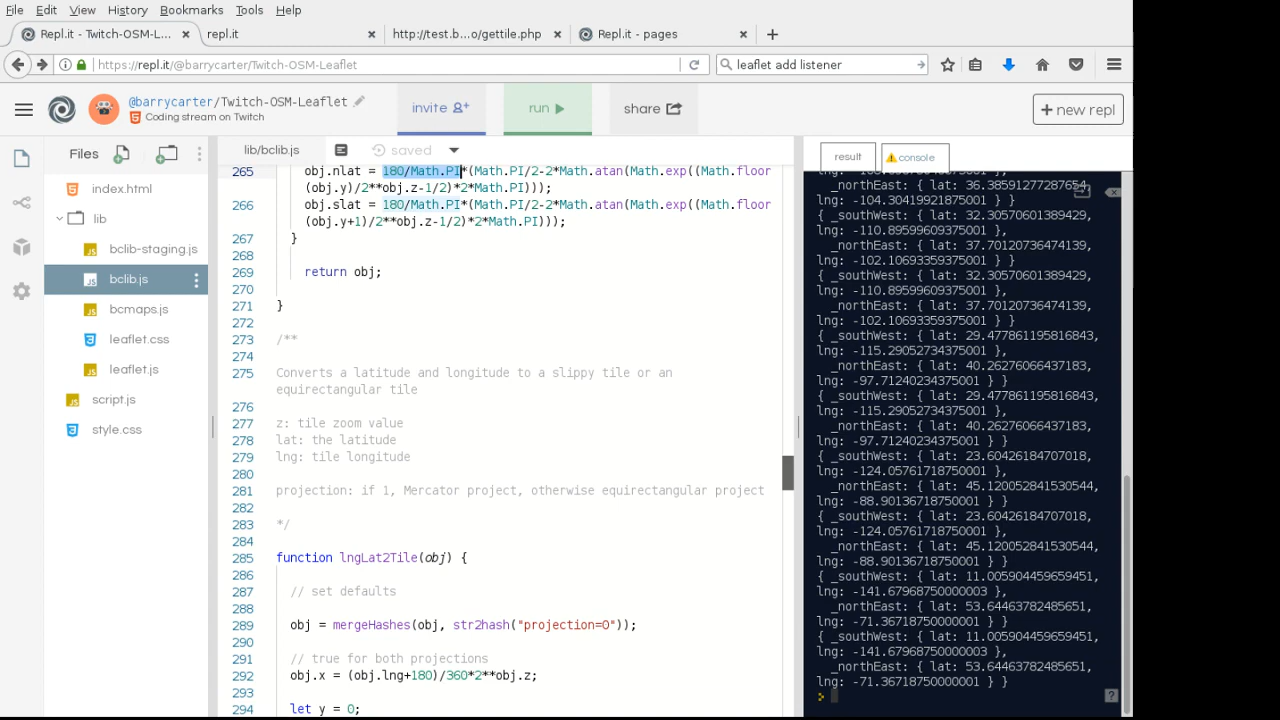 File Edit View History Bookmarks Tools Help
Repl.it - Twitch-OSM-L... × repl.it × http://test.b...o/gettile.php × Repl.it - pages ×
https://repl.it/@barrycarter/Twitch-OSM-Leaflet leaflet add listener
@barrycarter/Twitch-OSM-Leaflet
Coding stream on Twitch
invite
run
share
+ new repl
Files
index.html
lib
bclib-staging.js
bclib.js
bcmaps.js
leaflet.css
leaflet.js
script.js
style.css
lib/bclib.js saved
265 obj.nlat = 180/Math.PI*(Math.PI/2-2*Math.atan(Math.exp((Math.floor
(obj.y)/2**obj.z-1/2)*2*Math.PI)));
266 obj.slat = 180/Math.PI*(Math.PI/2-2*Math.atan(Math.exp((Math.floor
(obj.y+1)/2**obj.z-1/2)*2*Math.PI)));
267 }
268
269 return obj;
270
271 }
272
273 /**
274
275 Converts a latitude and longitude to a slippy tile or an
equirectangular tile
276
277 z: tile zoom value
278 lat: the latitude
279 lng: tile longitude
280
281 projection: if 1, Mercator project, otherwise equirectangular project
282
283 */
284
285 function lngLat2Tile(obj) {
286
287 // set defaults
288
289 obj = mergeHashes(obj, str2hash("projection=0"));
290
291 // true for both projections
292 obj.x = (obj.lng+180)/360*2**obj.z;
293
294 let y = 0;
result
console
_northEast: { lat: 36.38591277287654,
lng: -104.30419921875001 } }
{ _southWest: { lat: 32.30570601389429,
lng: -110.89599609375001 },
_northEast: { lat: 37.70120736474139,
lng: -102.10693359375001 } }
{ _southWest: { lat: 32.30570601389429,
lng: -110.89599609375001 },
_northEast: { lat: 37.70120736474139,
lng: -102.10693359375001 } }
{ _southWest: { lat: 29.477861195816843,
lng: -115.29052734375001 },
_northEast: { lat: 40.26276066437183,
lng: -97.71240234375001 } }
{ _southWest: { lat: 29.477861195816843,
lng: -115.29052734375001 },
_northEast: { lat: 40.26276066437183,
lng: -97.71240234375001 } }
{ _southWest: { lat: 23.60426184707018,
lng: -124.05761718750001 },
_northEast: { lat: 45.120052841530544,
lng: -88.90136718750001 } }
{ _southWest: { lat: 23.60426184707018,
lng: -124.05761718750001 },
_northEast: { lat: 45.120052841530544,
lng: -88.90136718750001 } }
{ _southWest: { lat: 11.005904459659451,
lng: -141.67968750000003 },
_northEast: { lat: 53.64463782485651,
lng: -71.36718750000001 } }
{ _southWest: { lat: 11.005904459659451,
lng: -141.67968750000003 },
_northEast: { lat: 53.64463782485651,
lng: -71.36718750000001 } }